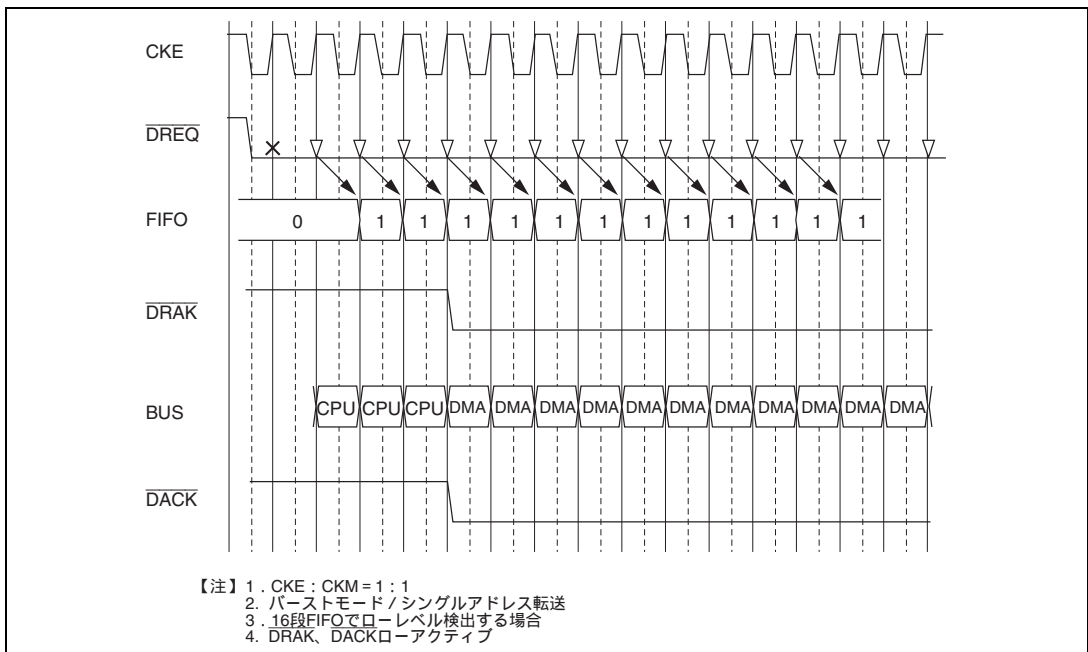 CKE
DREQ
×
FIFO 0 1 1 1 1 1 1 1 1 1 1 1 1
DRAK
BUS CPU CPU CPU DMA DMA DMA DMA DMA DMA DMA DMA DMA DMA DMA
DACK
【注】1．CKE：CKM = 1：1
2. バーストモード / シングルアドレス転送
3．16段FIFOでローレベル検出する場合
4. DRAK、DACKローアクティブ